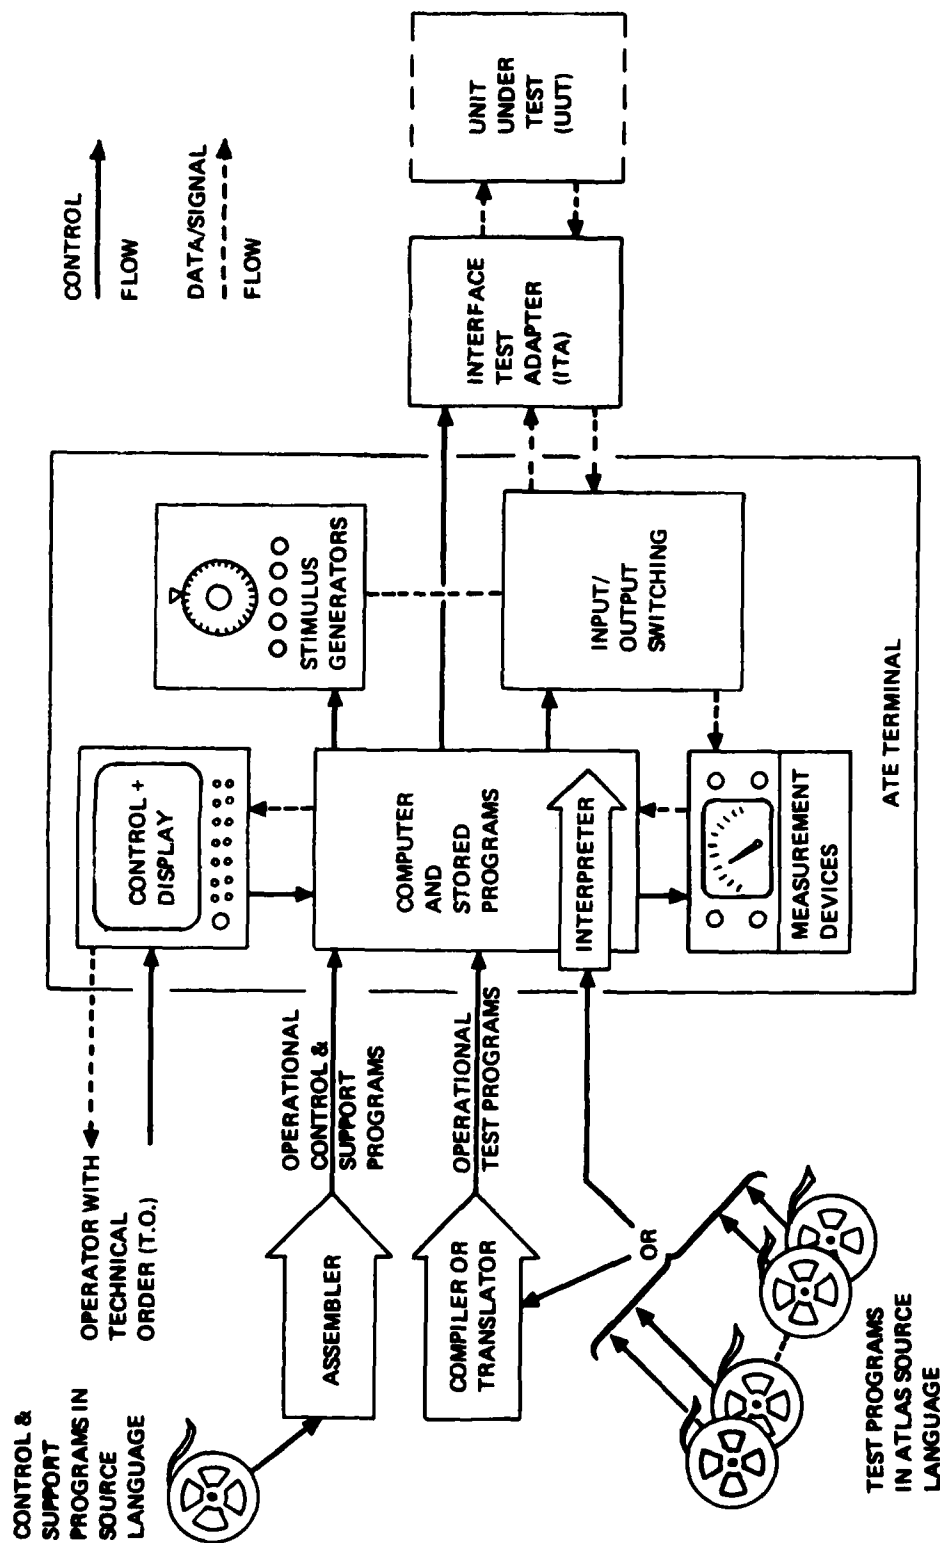 CONTROL &
SUPPORT
PROGRAMS IN
SOURCE
LANGUAGE
OPERATOR WITH
TECHNICAL
ORDER (T.O.)
CONTROL
FLOW
DATA/SIGNAL
FLOW
CONTROL +
DISPLAY
STIMULUS
GENERATORS
ASSEMBLER
OPERATIONAL
CONTROL &
SUPPORT
PROGRAMS
COMPUTER
AND
STORED
PROGRAMS
INTERFACE
TEST
ADAPTER
(ITA)
UNIT
UNDER
TEST
(UUT)
COMPILER OR
TRANSLATOR
OPERATIONAL
TEST PROGRAMS
INTERPRETER
INPUT/
OUTPUT
SWITCHING
OR
MEASUREMENT
DEVICES
ATE TERMINAL
TEST PROGRAMS
IN ATLAS SOURCE
LANGUAGE